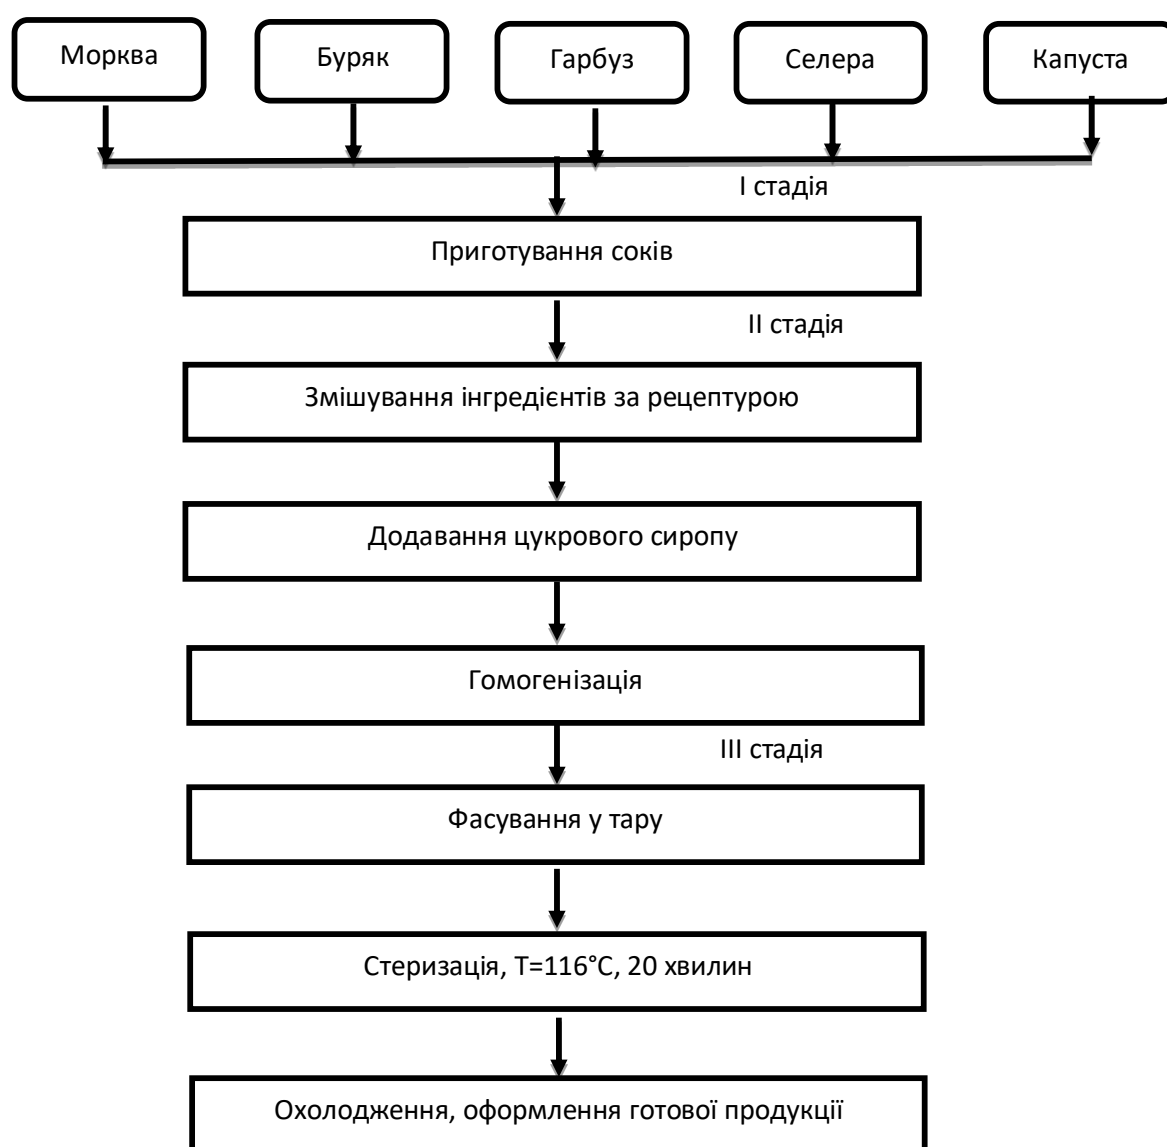 Морква
Буряк
Гарбуз
Селера
Капуста
І стадія
Приготування соків
ІІ стадія
Змішування інгредієнтів за рецептурою
Додавання цукрового сиропу
Гомогенізація
ІІІ стадія
Фасування у тару
Стеризація, Т=116°С, 20 хвилин
Охолодження, оформлення готової продукції